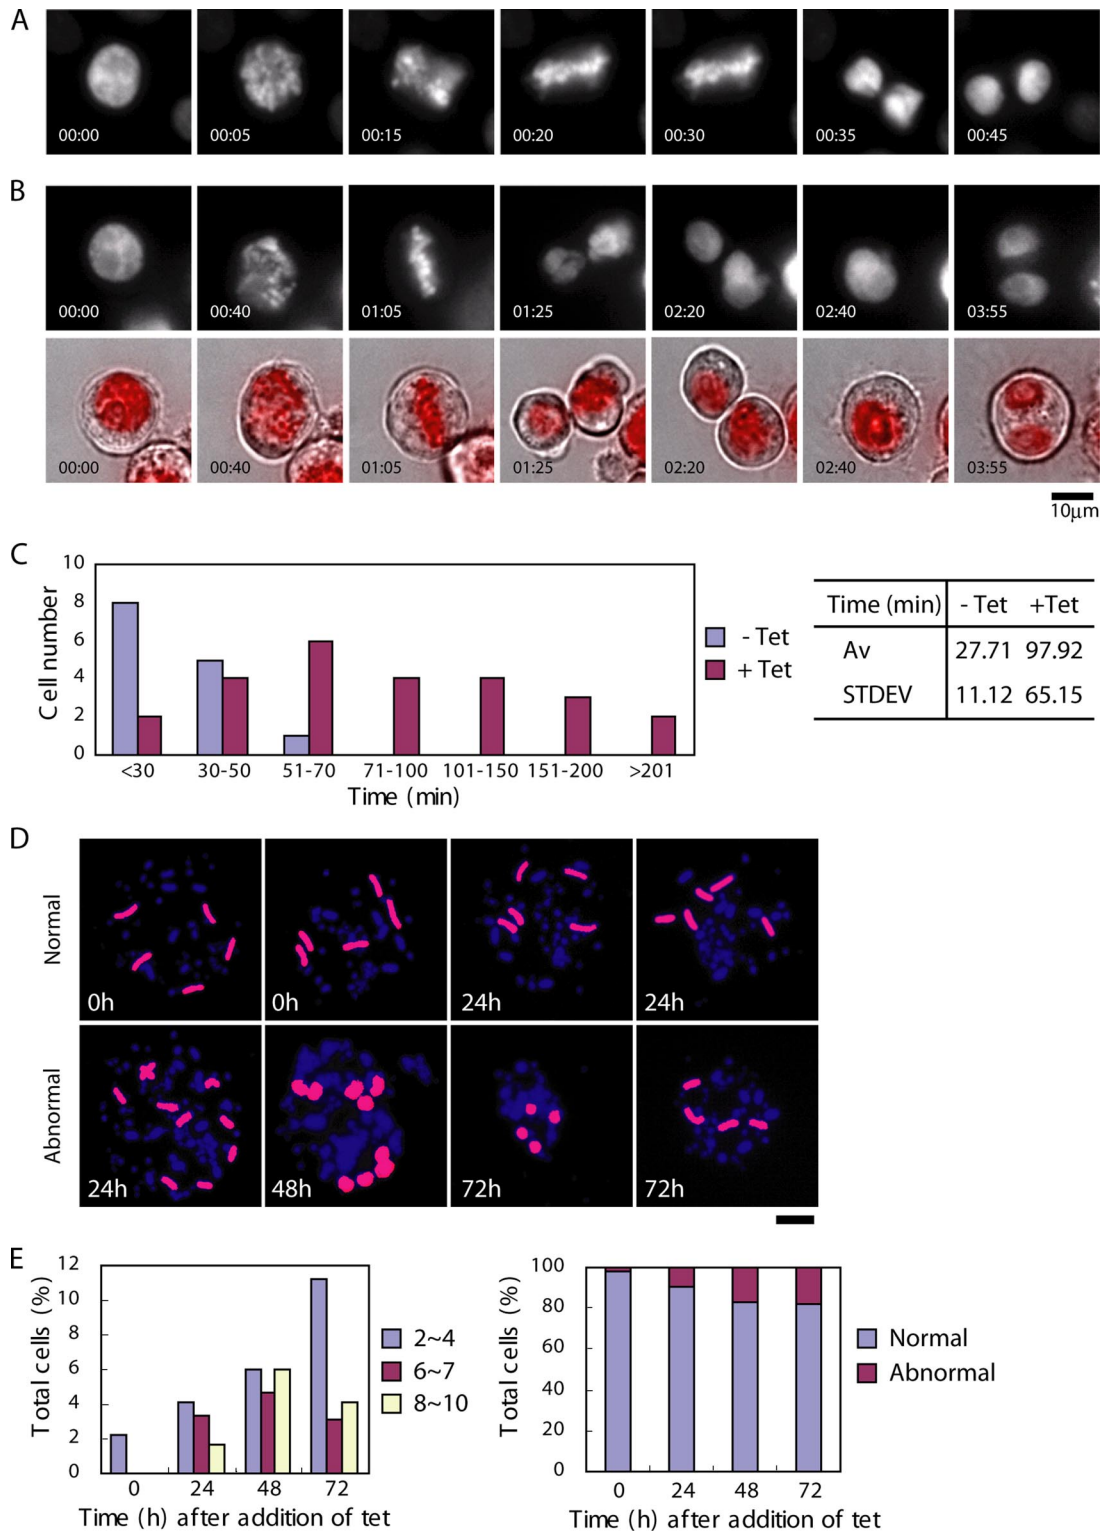 A
00:00 00:05 00:15 00:20 00:30 00:35 00:45
B
00:00 00:40 01:05 01:25 02:20 02:40 03:55
00:00 00:40 01:05 01:25 02:20 02:40 03:55
10μm
C
Cell number
10
8
6
4
2
0
<30 30-50 51-70 71-100 101-150 151-200 >201
Time (min)
- Tet
+ Tet
Time (min) - Tet +Tet
Av 27.71 97.92
STDEV 11.12 65.15
D
Normal
0h 0h 24h 24h
Abnormal
24h 48h 72h 72h
E
Total cells (%)
12
10
8
6
4
2
0
0 24 48 72
Time (h) after addition of tet
2~4
6~7
8~10
Total cells (%)
100
80
60
40
20
0
0 24 48 72
Time (h) after addition of tet
Normal
Abnormal